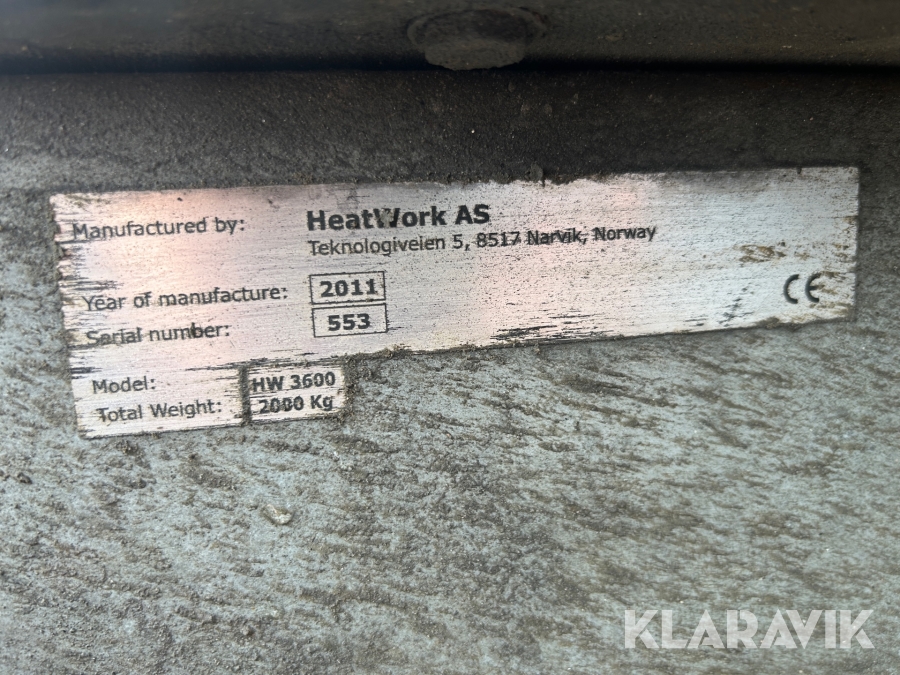 Manufactured by: HeatWork AS
Teknologiveien 5, 8517 Narvik, Norway
Year of manufacture: 2011
Serial number: 553
Model: HW 3600
Total Weight: 2000 Kg
CE
KLARAVIK